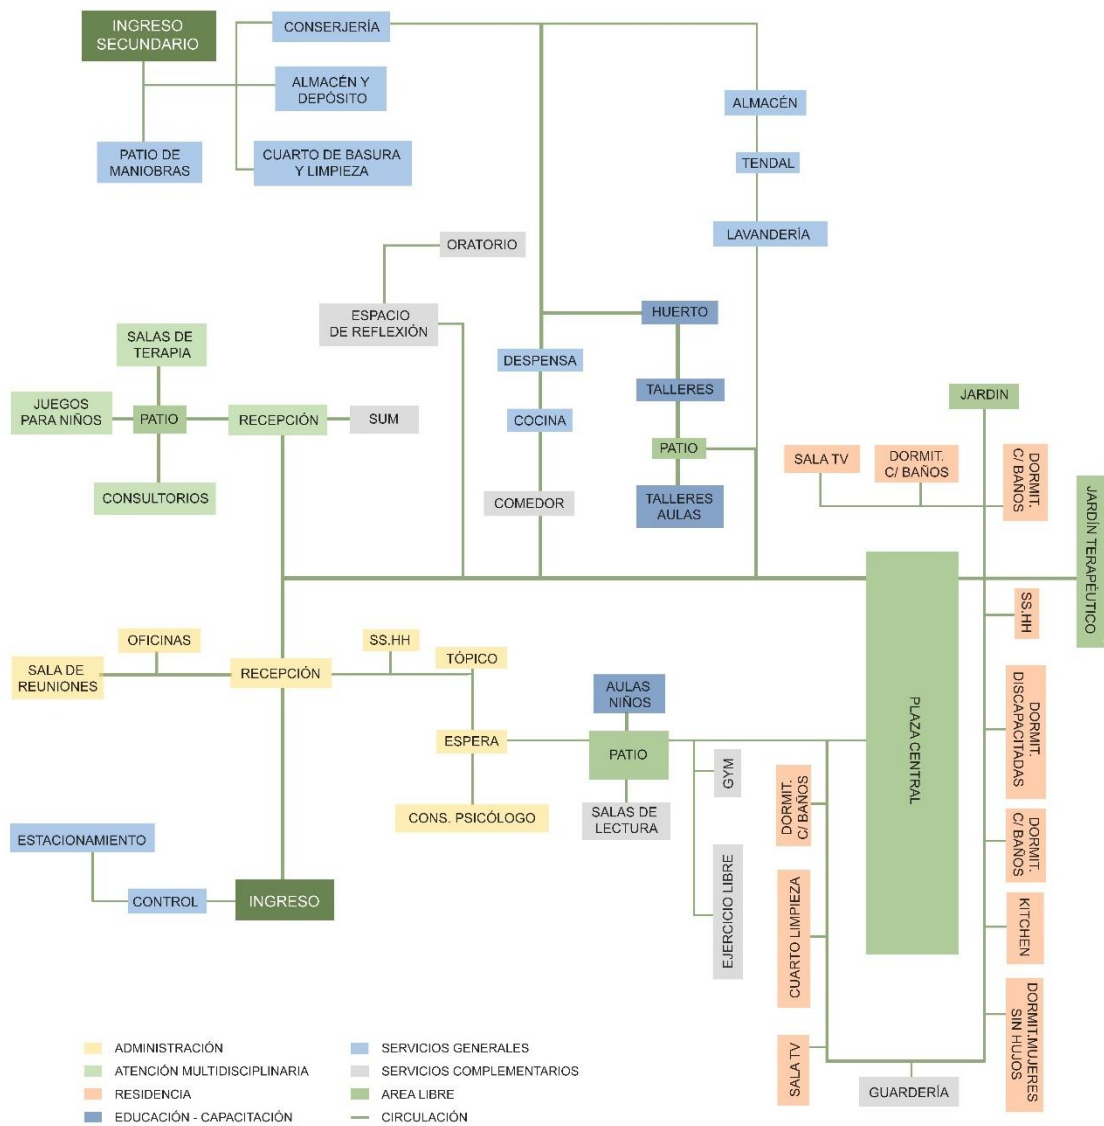 INGRESO
SECUNDARIO
CONSERJERÍA
ALMACÉN Y
DEPÓSITO
PATIO DE
MANIOBRAS
CUARTO DE BASURA
Y LIMPIEZA
ALMACÉN
TENDAL
LAVANDERÍA
ORATORIO
ESPACIO
DE REFLEXIÓN
HUERTO
DESPENSA
TALLERES
COCINA
PATIO
COMEDOR
TALLERES
AULAS
SALAS DE
TERAPIA
JUEGOS
PARA NIÑOS
PATIO
RECEPCIÓN
SUM
CONSULTORIOS
JARDIN
SALA TV
DORMIT.
C/ BAÑOS
DORMIT.
C/ BAÑOS
JARDÍN TERAPÉUTICO
SS.HH
OFICINAS
SALA DE
REUNIONES
RECEPCIÓN
SS.HH
TÓPICO
ESPERA
CONS. PSICÓLOGO
AULAS
NIÑOS
PATIO
SALAS DE
LECTURA
GYM
EJERCICIO LIBRE
PLAZA CENTRAL
DORMIT.
DISCAPACITADAS
DORMIT.
C/ BAÑOS
DORMIT.
C/ BAÑOS
CUARTO LIMPIEZA
KITCHEN
SALA TV
DORMIT.MUJERES
SIN HUJOS
GUARDERÍA
ESTACIONAMIENTO
CONTROL
INGRESO
ADMINISTRACIÓN
ATENCIÓN MULTIDISCIPLINARIA
RESIDENCIA
EDUCACIÓN - CAPACITACIÓN
SERVICIOS GENERALES
SERVICIOS COMPLEMENTARIOS
AREA LIBRE
CIRCULACIÓN